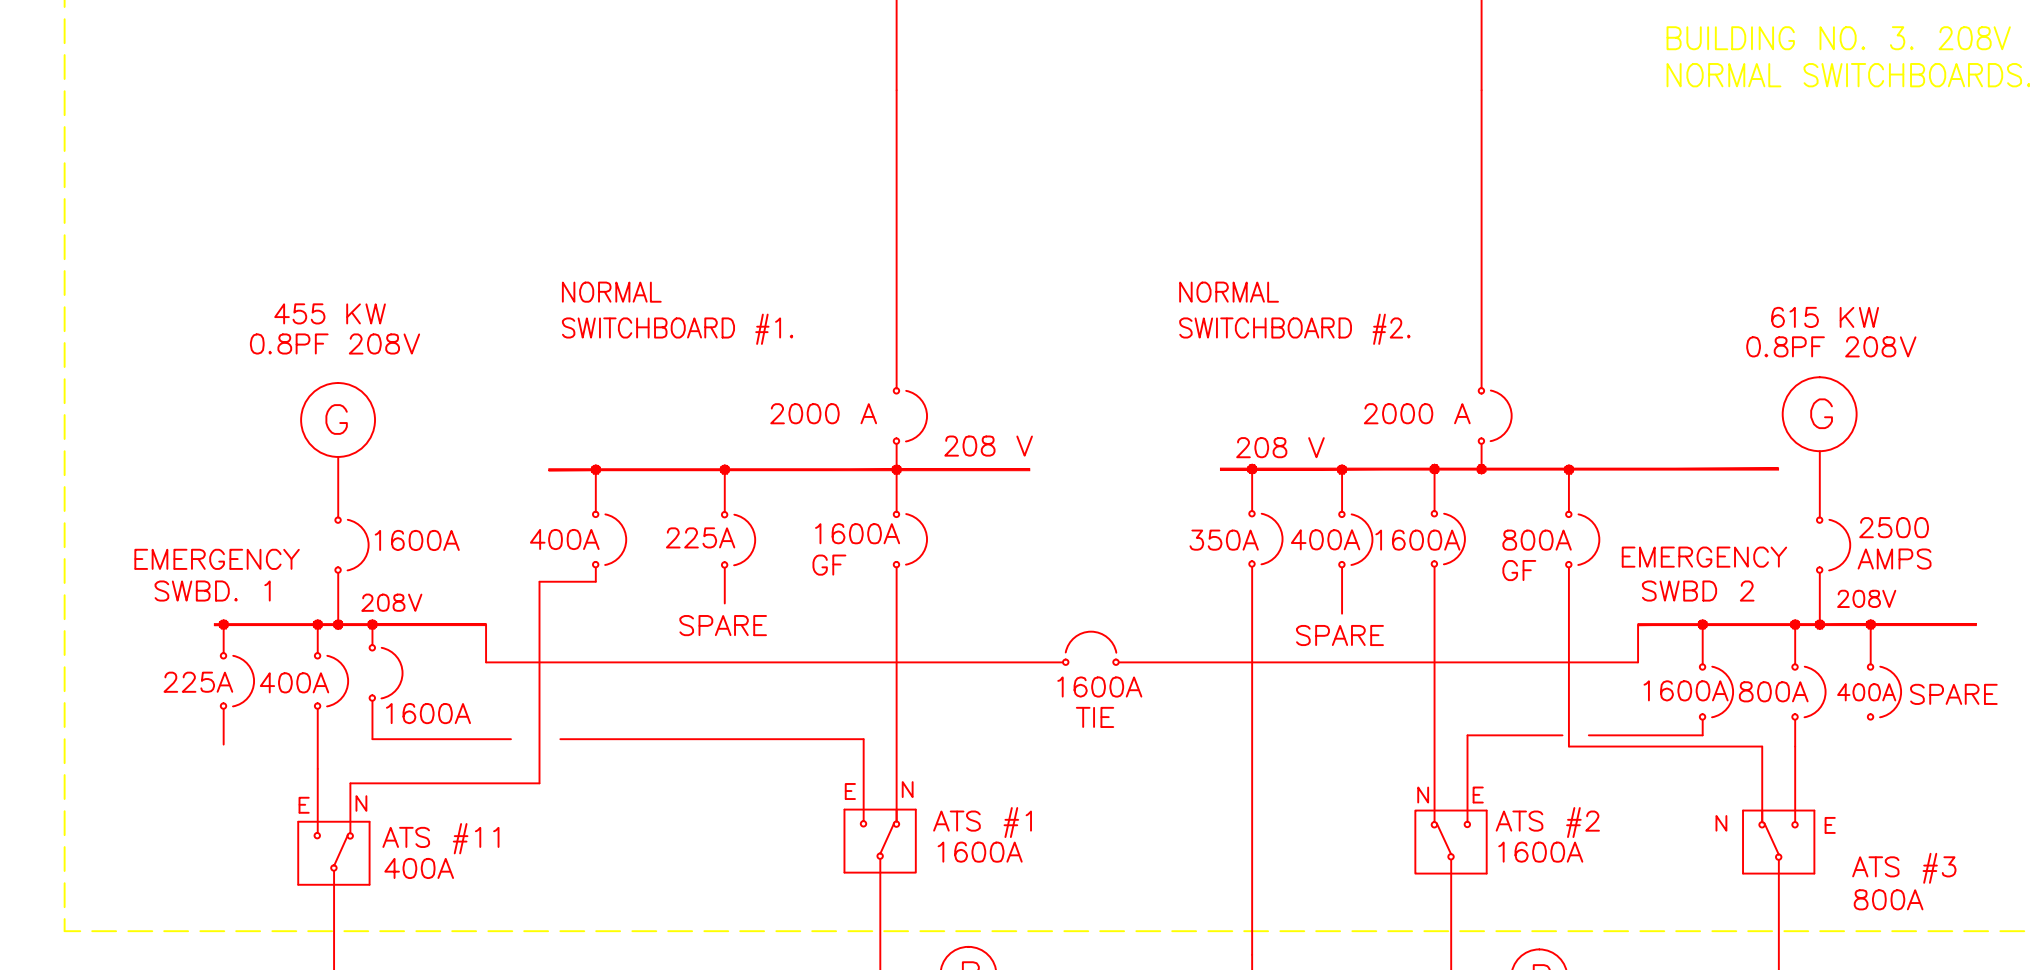 BUILDING NO. 3. 208V
NORMAL SWITCHBOARDS.
455 KW
0.8PF 208V
G
NORMAL
SWITCHBOARD #1.
NORMAL
SWITCHBOARD #2.
615 KW
0.8PF 208V
G
2000 A
208 V
2000 A
208 V
1600A
EMERGENCY
SWBD. 1
208V
400A
225A
SPARE
1600A
GF
350A
400A
SPARE
1600A
800A
GF
2500
AMPS
EMERGENCY
SWBD 2
208V
225A
400A
1600A
1600A
TIE
1600A
800A
400A
SPARE
E
N
ATS #11
400A
E
N
ATS #1
1600A
N
E
ATS #2
1600A
N
E
ATS #3
800A